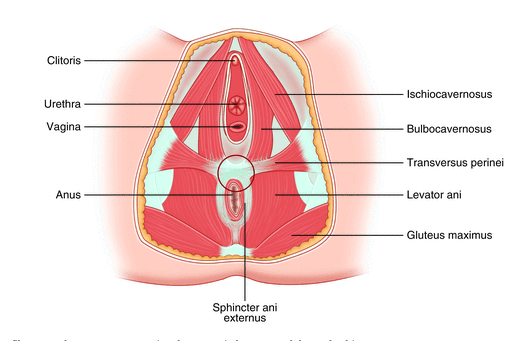 Clitoris
Urethra
Vagina
Anus
Ischiocavernosus
Bulbocavernosus
Transversus perinei
Levator ani
Gluteus maximus
Sphincter ani
externus